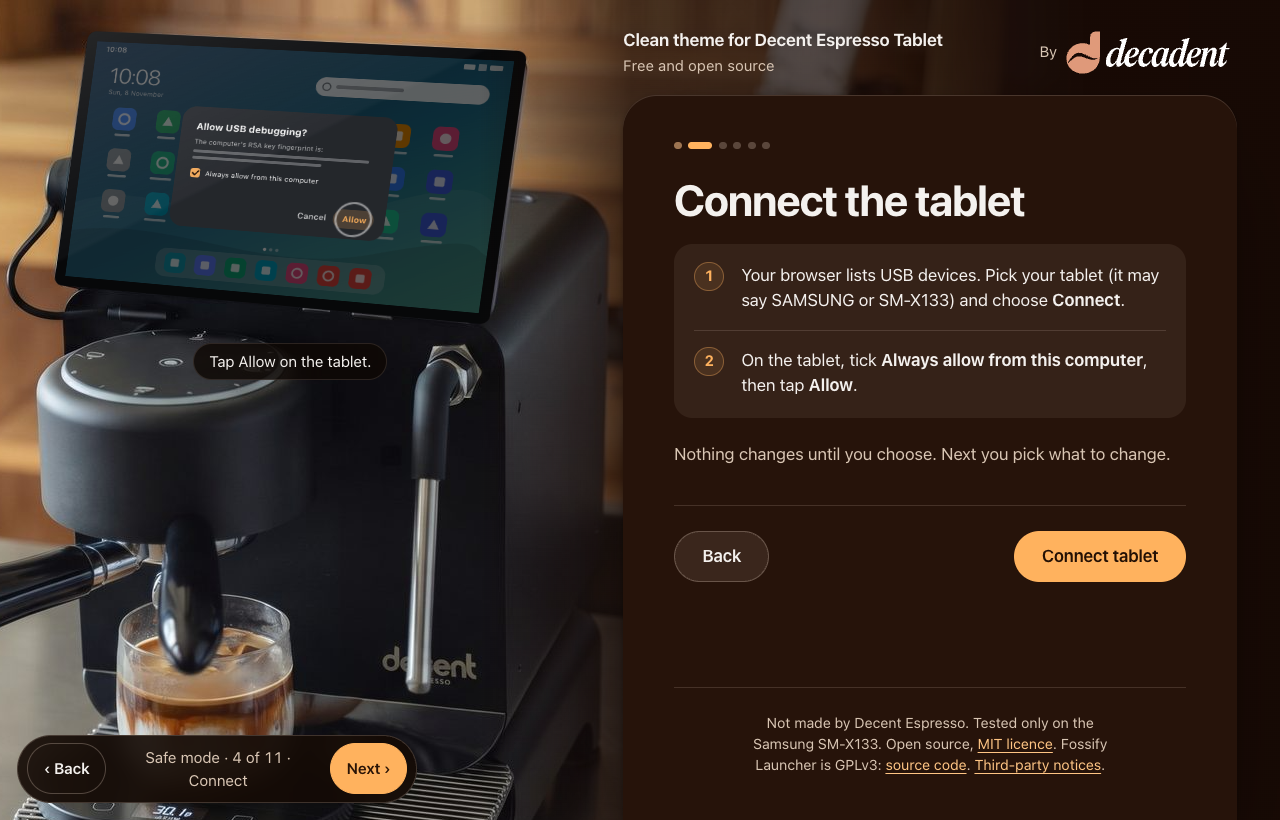 Clean theme for Decent Espresso Tablet
Free and open source
By decadent
10:08
10:08
Sun, 9 November
Allow USB debugging?
The computer's RSA key fingerprint is:
Always allow from this computer
Cancel
Allow
Tap Allow on the tablet.
decent
Connect the tablet
1
Your browser lists USB devices. Pick your tablet (it may
say SAMSUNG or SM-X133) and choose Connect.
2
On the tablet, tick Always allow from this computer,
then tap Allow.
Nothing changes until you choose. Next you pick what to change.
Back
Connect tablet
Not made by Decent Espresso. Tested only on the
Samsung SM-X133. Open source, MIT licence. Fossify
Launcher is GPLv3: source code. Third-party notices.
‹ Back
Safe mode · 4 of 11 ·
Connect
Next ›